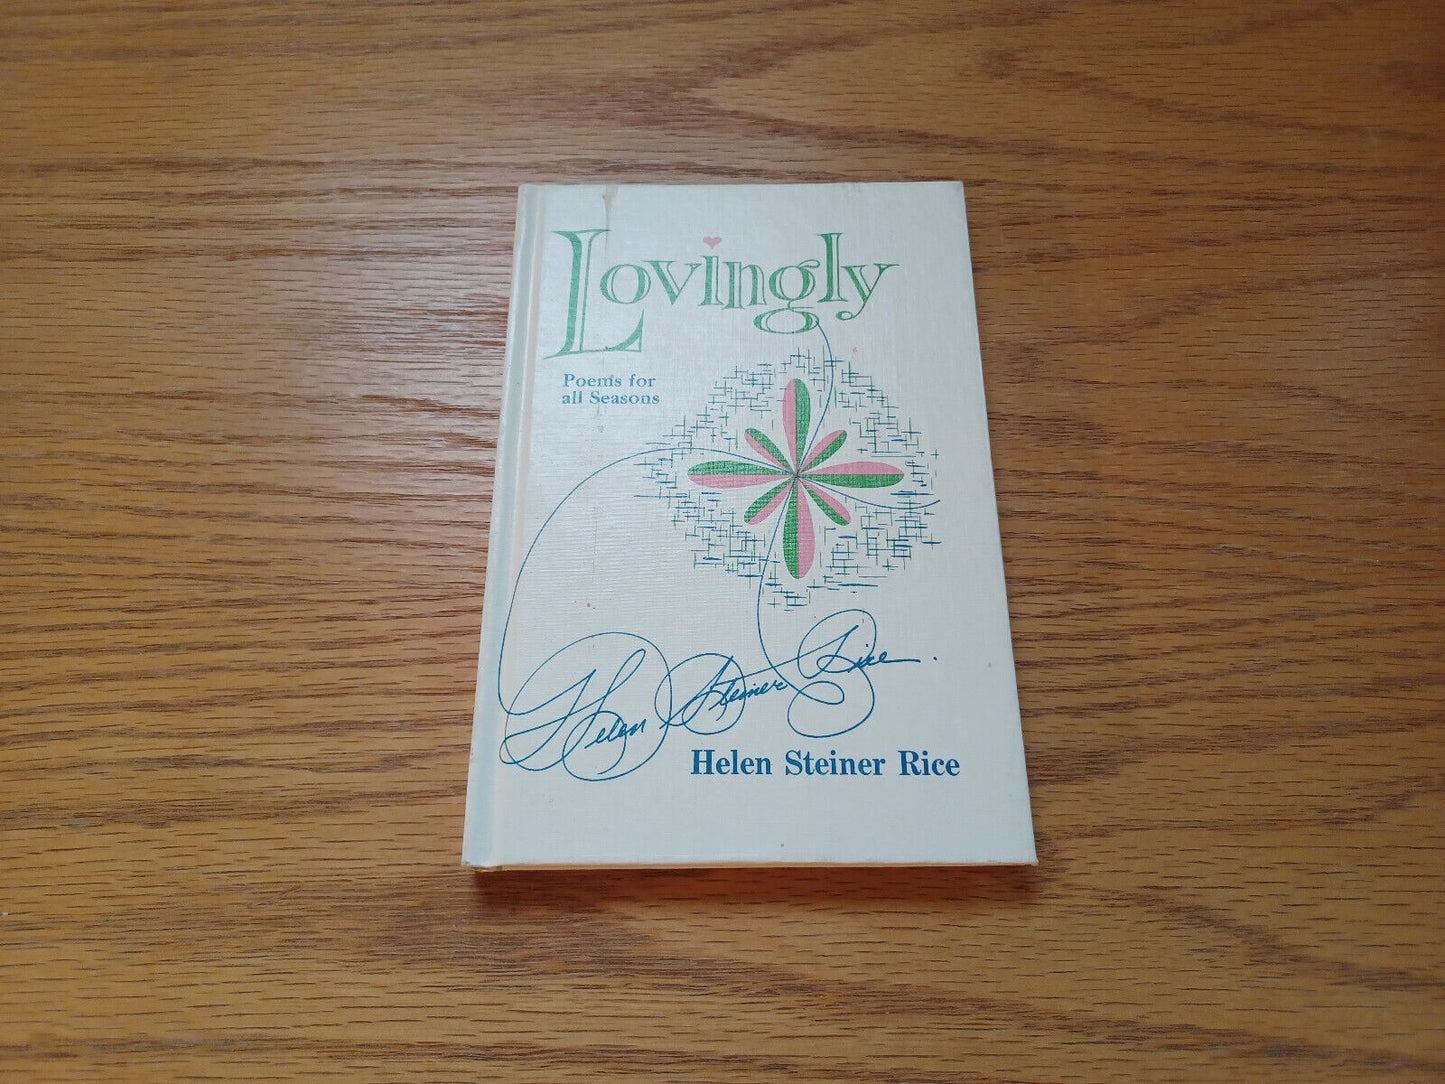 Lovingly
Poems for
all Seasons
Helen Steiner Rice.
Helen Steiner Rice